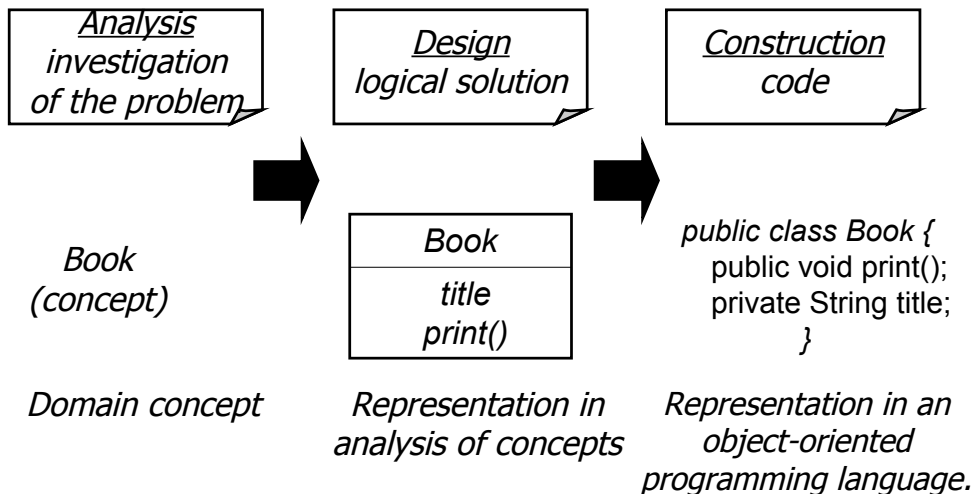 Analysis
investigation
of the problem
Design
logical solution
Construction
code
Book
(concept)
Book
title
print()
public class Book {
public void print();
private String title;
}
Domain concept
Representation in
analysis of concepts
Representation in an
object-oriented
programming language.